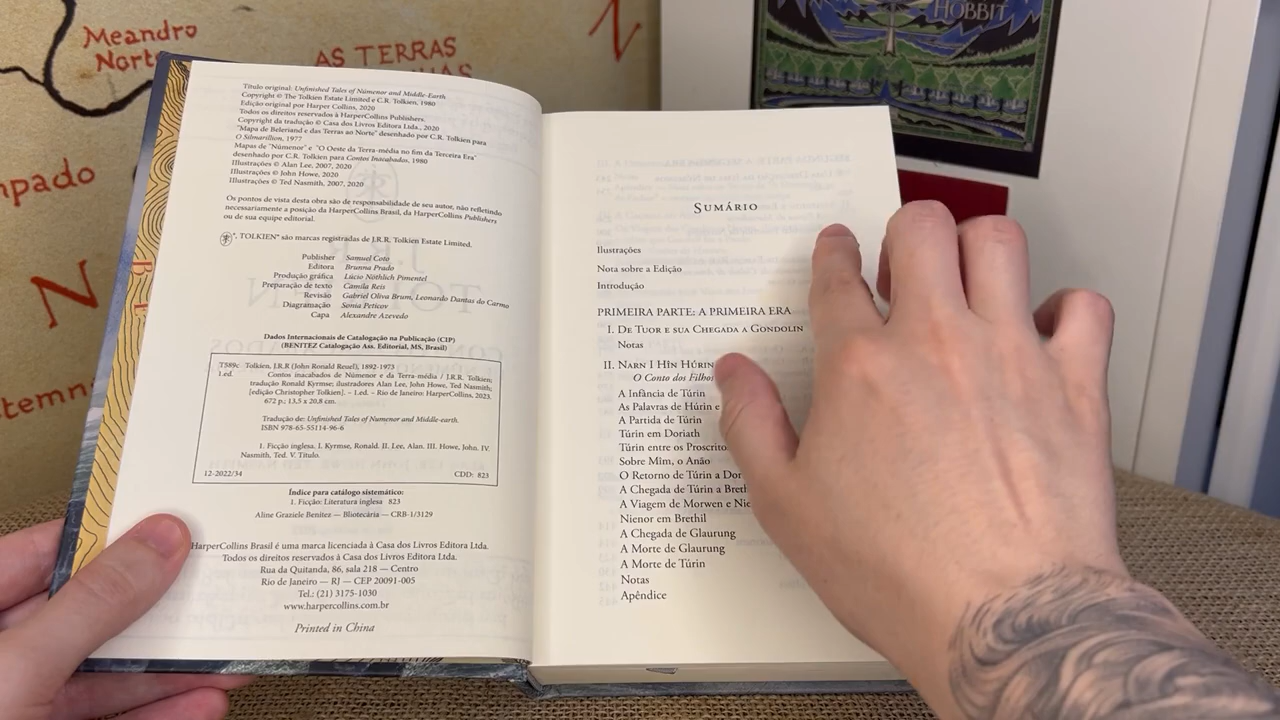 Meandro
Norte
AS TERRAS
N
HOBBIT
Título original: Unfinished Tales of Númenor and Middle-Earth
Copyright © The Tolkien Estate Limited e C.R. Tolkien, 1980
Edição original por Harper Collins, 2020
Todos os direitos reservados à HarperCollins Publishers.
Copyright da tradução © Casa dos Livros Editora Ltda., 2020
"Mapa de Beleriand e das Terras ao Norte" desenhado por C.R. Tolkien para
O Silmarillion, 1977
Mapas de "Númenor" e "O Oeste da Terra-média no fim da Terceira Era"
desenhado por C.R. Tolkien para Contos Inacabados, 1980
Illustrações © Alan Lee, 2007, 2020
Illustrações © John Howe, 2020
Illustrações © Ted Nasmith, 2007, 2020
Os pontos de vista desta obra são de responsabilidade de seu autor, não refletindo
necessariamente a posição da HarperCollins Brasil, da HarperCollins Publishers
ou de sua equipe editorial.
®, TOLKIEN® são marcas registradas de J.R.R. Tolkien Estate Limited.
Publisher Samuel Coto
Editora Brunna Prado
Produção gráfica Lúcio Nöthlich Pimentel
Preparação de texto Camila Reis
Revisão Gabriel Oliva Brum, Leonardo Dantas do Carmo
Diagramação Sonia Peticov
Capa Alexandre Azevedo
Dados Internacionais de Catalogação na Publicação (CIP)
(BENITEZ Catalogação Ass. Editorial, MS, Brasil)
T589c Tolkien, J.R.R (John Ronald Reuel), 1892-1973
1.ed. Contos inacabados de Númenor e da Terra-média / J.R.R. Tolkien;
tradução Ronald Kyrmse; ilustradores Alan Lee, John Howe, Ted Nasmith;
[edição Christopher Tolkien]. – 1.ed. – Rio de Janeiro: HarperCollins, 2023.
672 p.; 13,5 x 20,8 cm.
Tradução de: Unfinished Tales of Numenor and Middle-earth.
ISBN 978-65-55114-96-6
1. Ficção inglesa. I. Kyrmse, Ronald. II. Lee, Alan. III. Howe, John. IV.
Nasmith, Ted. V. Título.
12-2022/34 CDD: 823
Índice para catálogo sistemático:
1. Ficção: Literatura inglesa 823
Aline Graziele Benitez – Bliotecária – CRB-1/3129
HarperCollins Brasil é uma marca licenciada à Casa dos Livros Editora Ltda.
Todos os direitos reservados à Casa dos Livros Editora Ltda.
Rua da Quitanda, 86, sala 218 — Centro
Rio de Janeiro — RJ — CEP 20091-005
Tel.: (21) 3175-1030
www.harpercollins.com.br
Printed in China
Sumário
Ilustrações
Nota sobre a Edição
Introdução
PRIMEIRA PARTE: A PRIMEIRA ERA
I. De Tuor e sua Chegada a Gondolin
Notas
II. Narn I Hîn Húrin
O Conto dos Filhos
A Infância de Túrin
As Palavras de Húrin e
A Partida de Túrin
Túrin em Doriath
Túrin entre os Proscritos
Sobre Mîm, o Anão
O Retorno de Túrin a Dor
A Chegada de Túrin a Breth
A Viagem de Morwen e Nie
Nienor em Brethil
A Chegada de Glaurung
A Morte de Glaurung
A Morte de Túrin
Notas
Apêndice